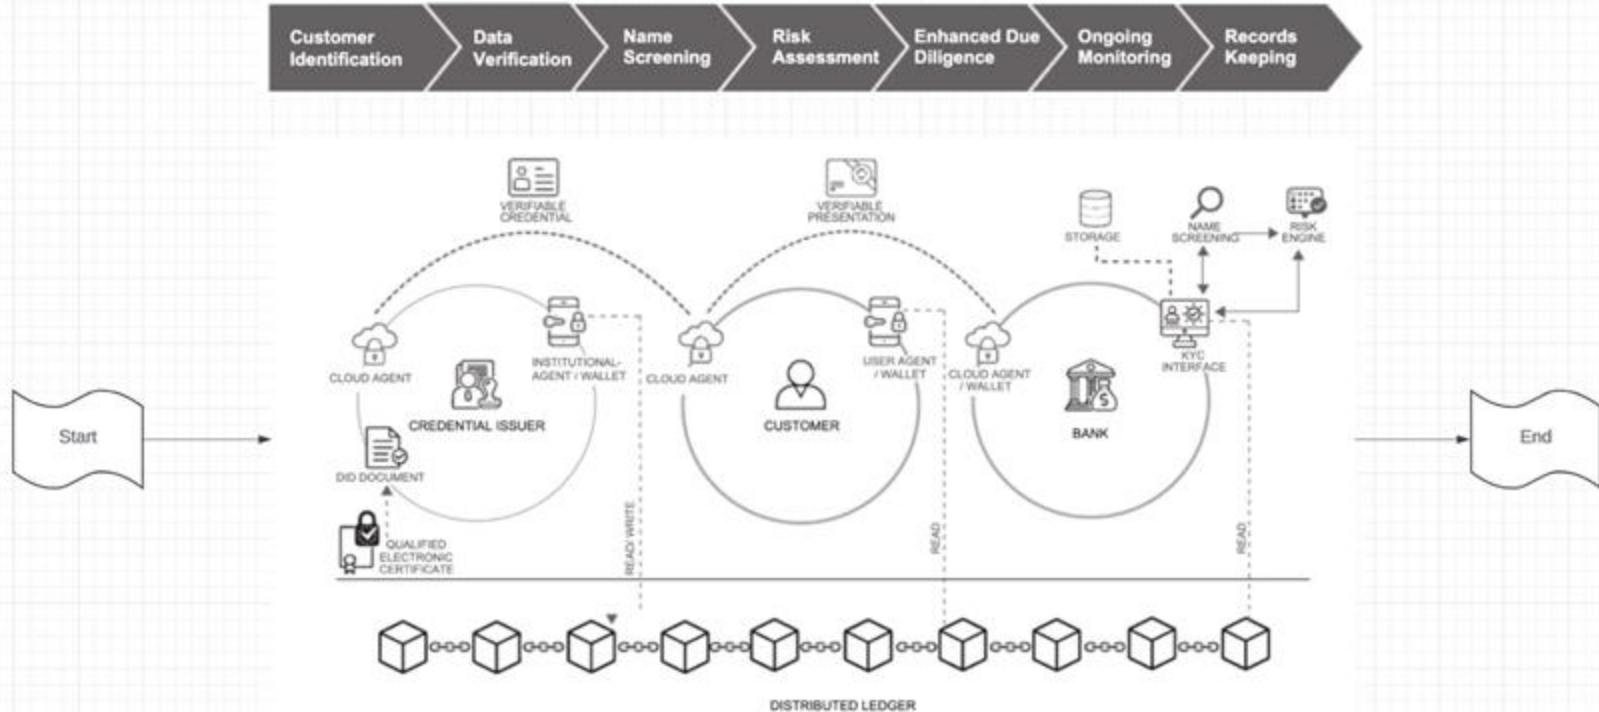 Customer
Identification
Data
Verification
Name
Screening
Risk
Assessment
Enhanced Due
Diligence
Ongoing
Monitoring
Records
Keeping
VERIFIABLE
CREDENTIAL
VERIFIABLE
PRESENTATION
STORAGE
NAME
SCREENING
RISK
ENGINE
CLOUD AGENT
INSTITUTIONAL-
AGENT / WALLET
CREDENTIAL ISSUER
DID DOCUMENT
QUALIFIED
ELECTRONIC
CERTIFICATE
READ/ WRITE
CLOUD AGENT
USER AGENT
/ WALLET
CUSTOMER
READ
CLOUD AGENT
/ WALLET
KYC
INTERFACE
BANK
READ
Start
End
DISTRIBUTED LEDGER